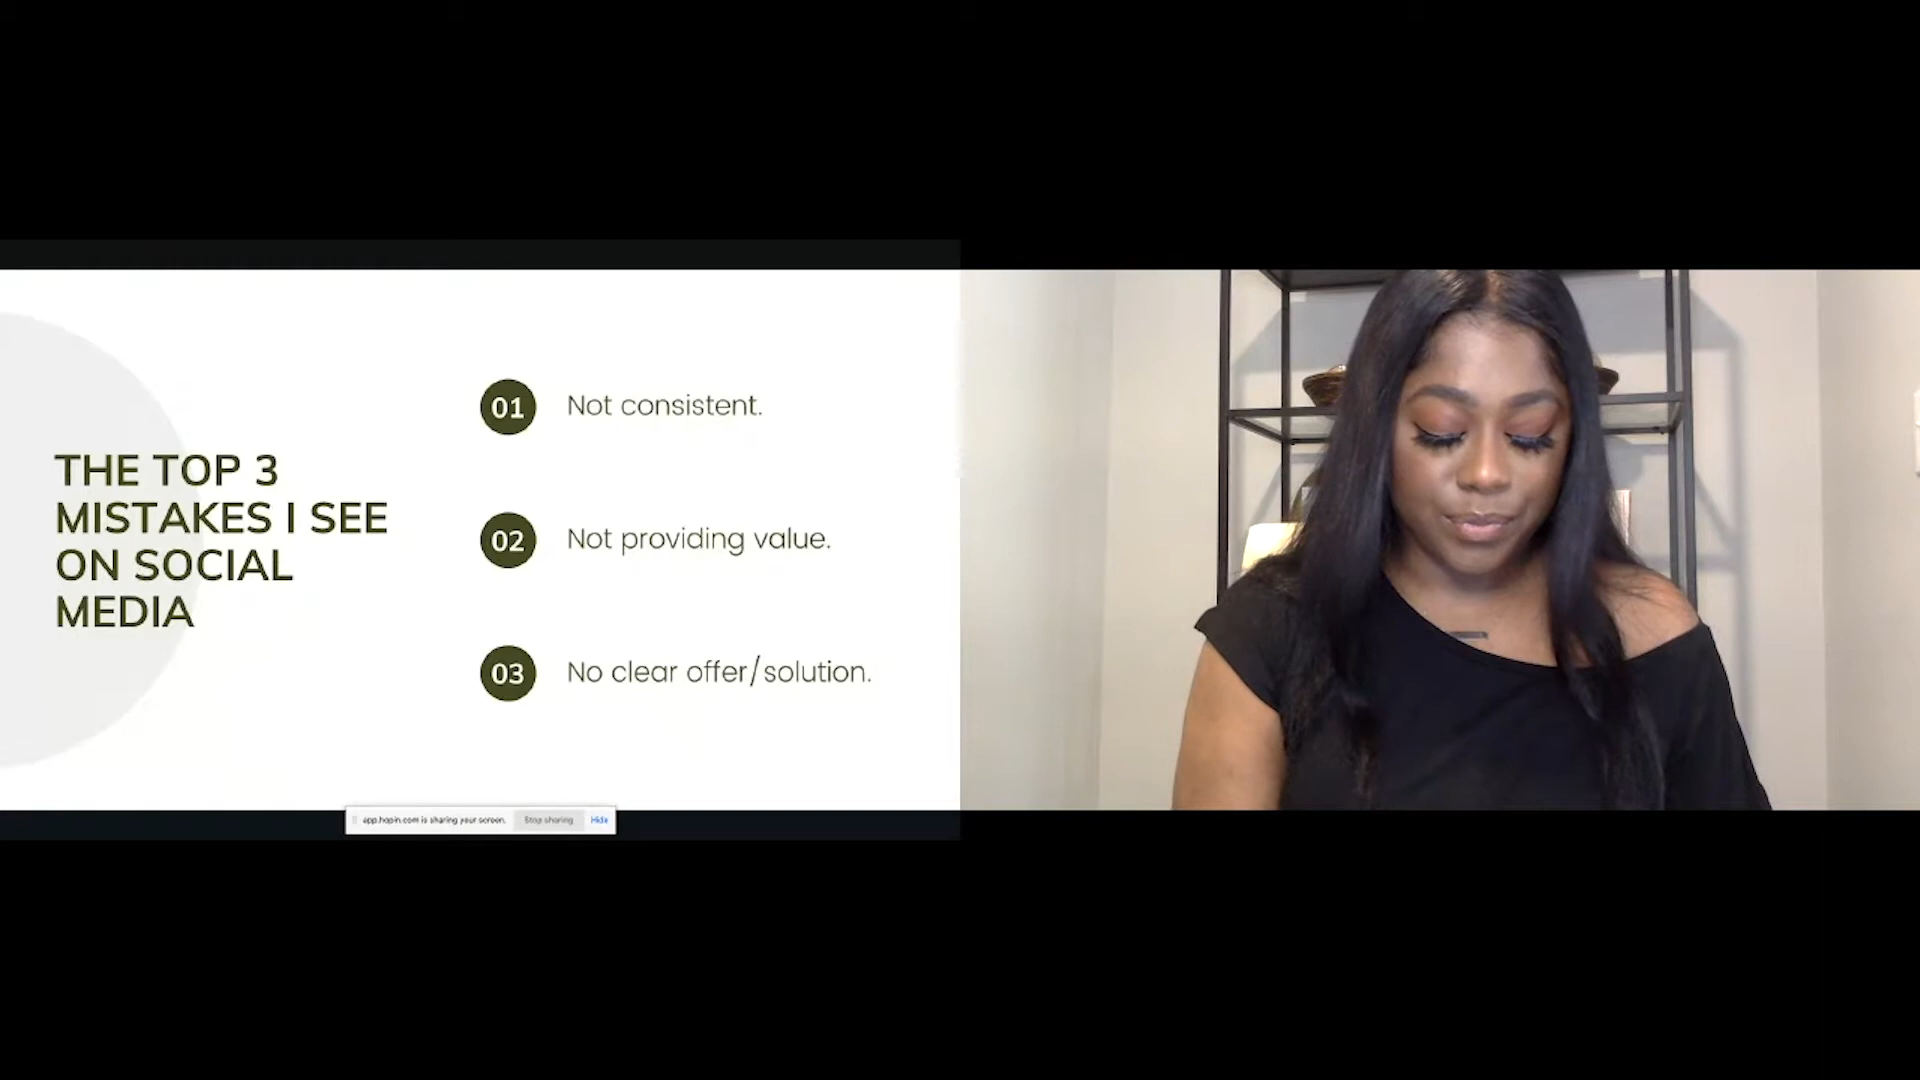 THE TOP 3
MISTAKES I SEE
ON SOCIAL
MEDIA
01 Not consistent.
02 Not providing value.
03 No clear offer/solution.
app.hopin.com is sharing your screen. Stop sharing Hide